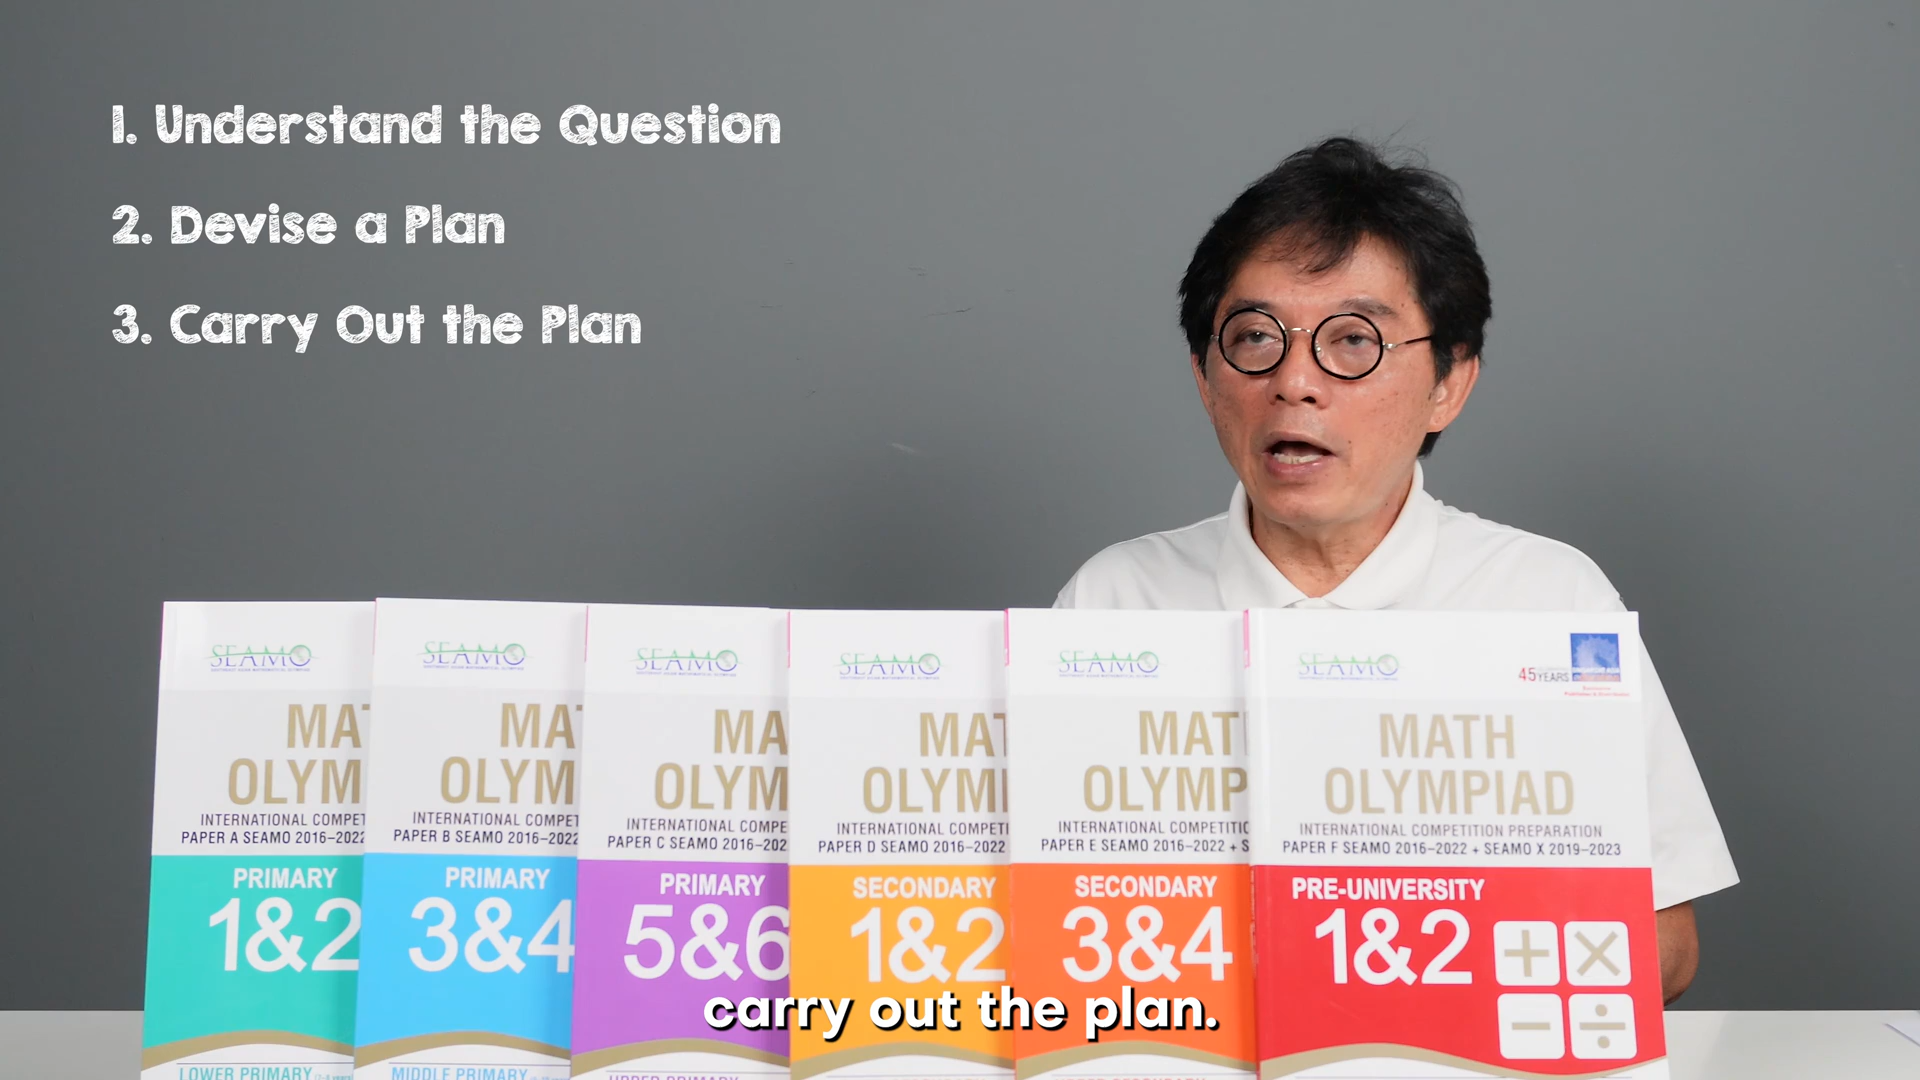 1. Understand the Question
2. Devise a Plan
3. Carry Out the Plan
SEAMO
MAT
OLYM
INTERNATIONAL COMPET
PAPER A SEAMO 2016–2022
PRIMARY
1&2
LOWER PRIMARY
SEAMO
MAT
OLYM
INTERNATIONAL COMPET
PAPER B SEAMO 2016–2022
PRIMARY
3&4
MIDDLE PRIMARY
SEAMO
MA
OLYM
INTERNATIONAL COMPE
PAPER C SEAMO 2016–202
PRIMARY
5&6
UPPER PRIMARY
SEAMO
MAT
OLYMP
INTERNATIONAL COMPETI
PAPER D SEAMO 2016–2022
SECONDARY
1&2
SEAMO
MATH
OLYMP
INTERNATIONAL COMPETITIO
PAPER E SEAMO 2016–2022 + S
SECONDARY
3&4
SEAMO
45 YEARS
MATH
OLYMPIAD
INTERNATIONAL COMPETITION PREPARATION
PAPER F SEAMO 2016–2022 + SEAMO X 2019–2023
PRE-UNIVERSITY
1&2
+ ×
− ÷
carry out the plan.